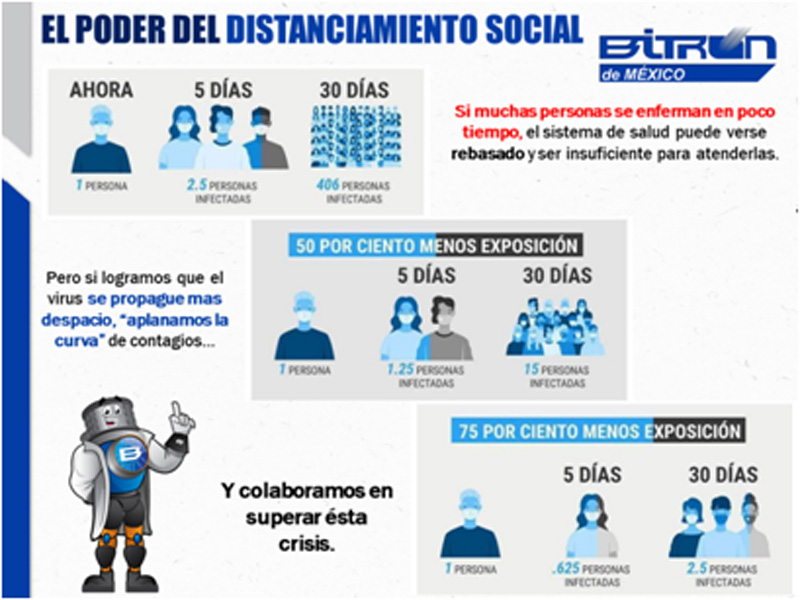 EL PODER DEL DISTANCIAMIENTO SOCIAL
BITRON
de MÉXICO
AHORA
5 DÍAS
30 DÍAS
1 PERSONA
2.5 PERSONAS
INFECTADAS
406 PERSONAS
INFECTADAS
Si muchas personas se enferman en poco
tiempo, el sistema de salud puede verse
rebasado y ser insuficiente para atenderlas.
Pero si logramos que el
virus se propague mas
despacio, “aplanamos la
curva” de contagios...
50 POR CIENTO MENOS EXPOSICIÓN
5 DÍAS
30 DÍAS
1 PERSONA
1.25 PERSONAS
INFECTADAS
15 PERSONAS
INFECTADAS
B
Y colaboramos en
superar ésta
crisis.
75 POR CIENTO MENOS EXPOSICIÓN
5 DÍAS
30 DÍAS
1 PERSONA
.625 PERSONAS
INFECTADAS
2.5 PERSONAS
INFECTADAS